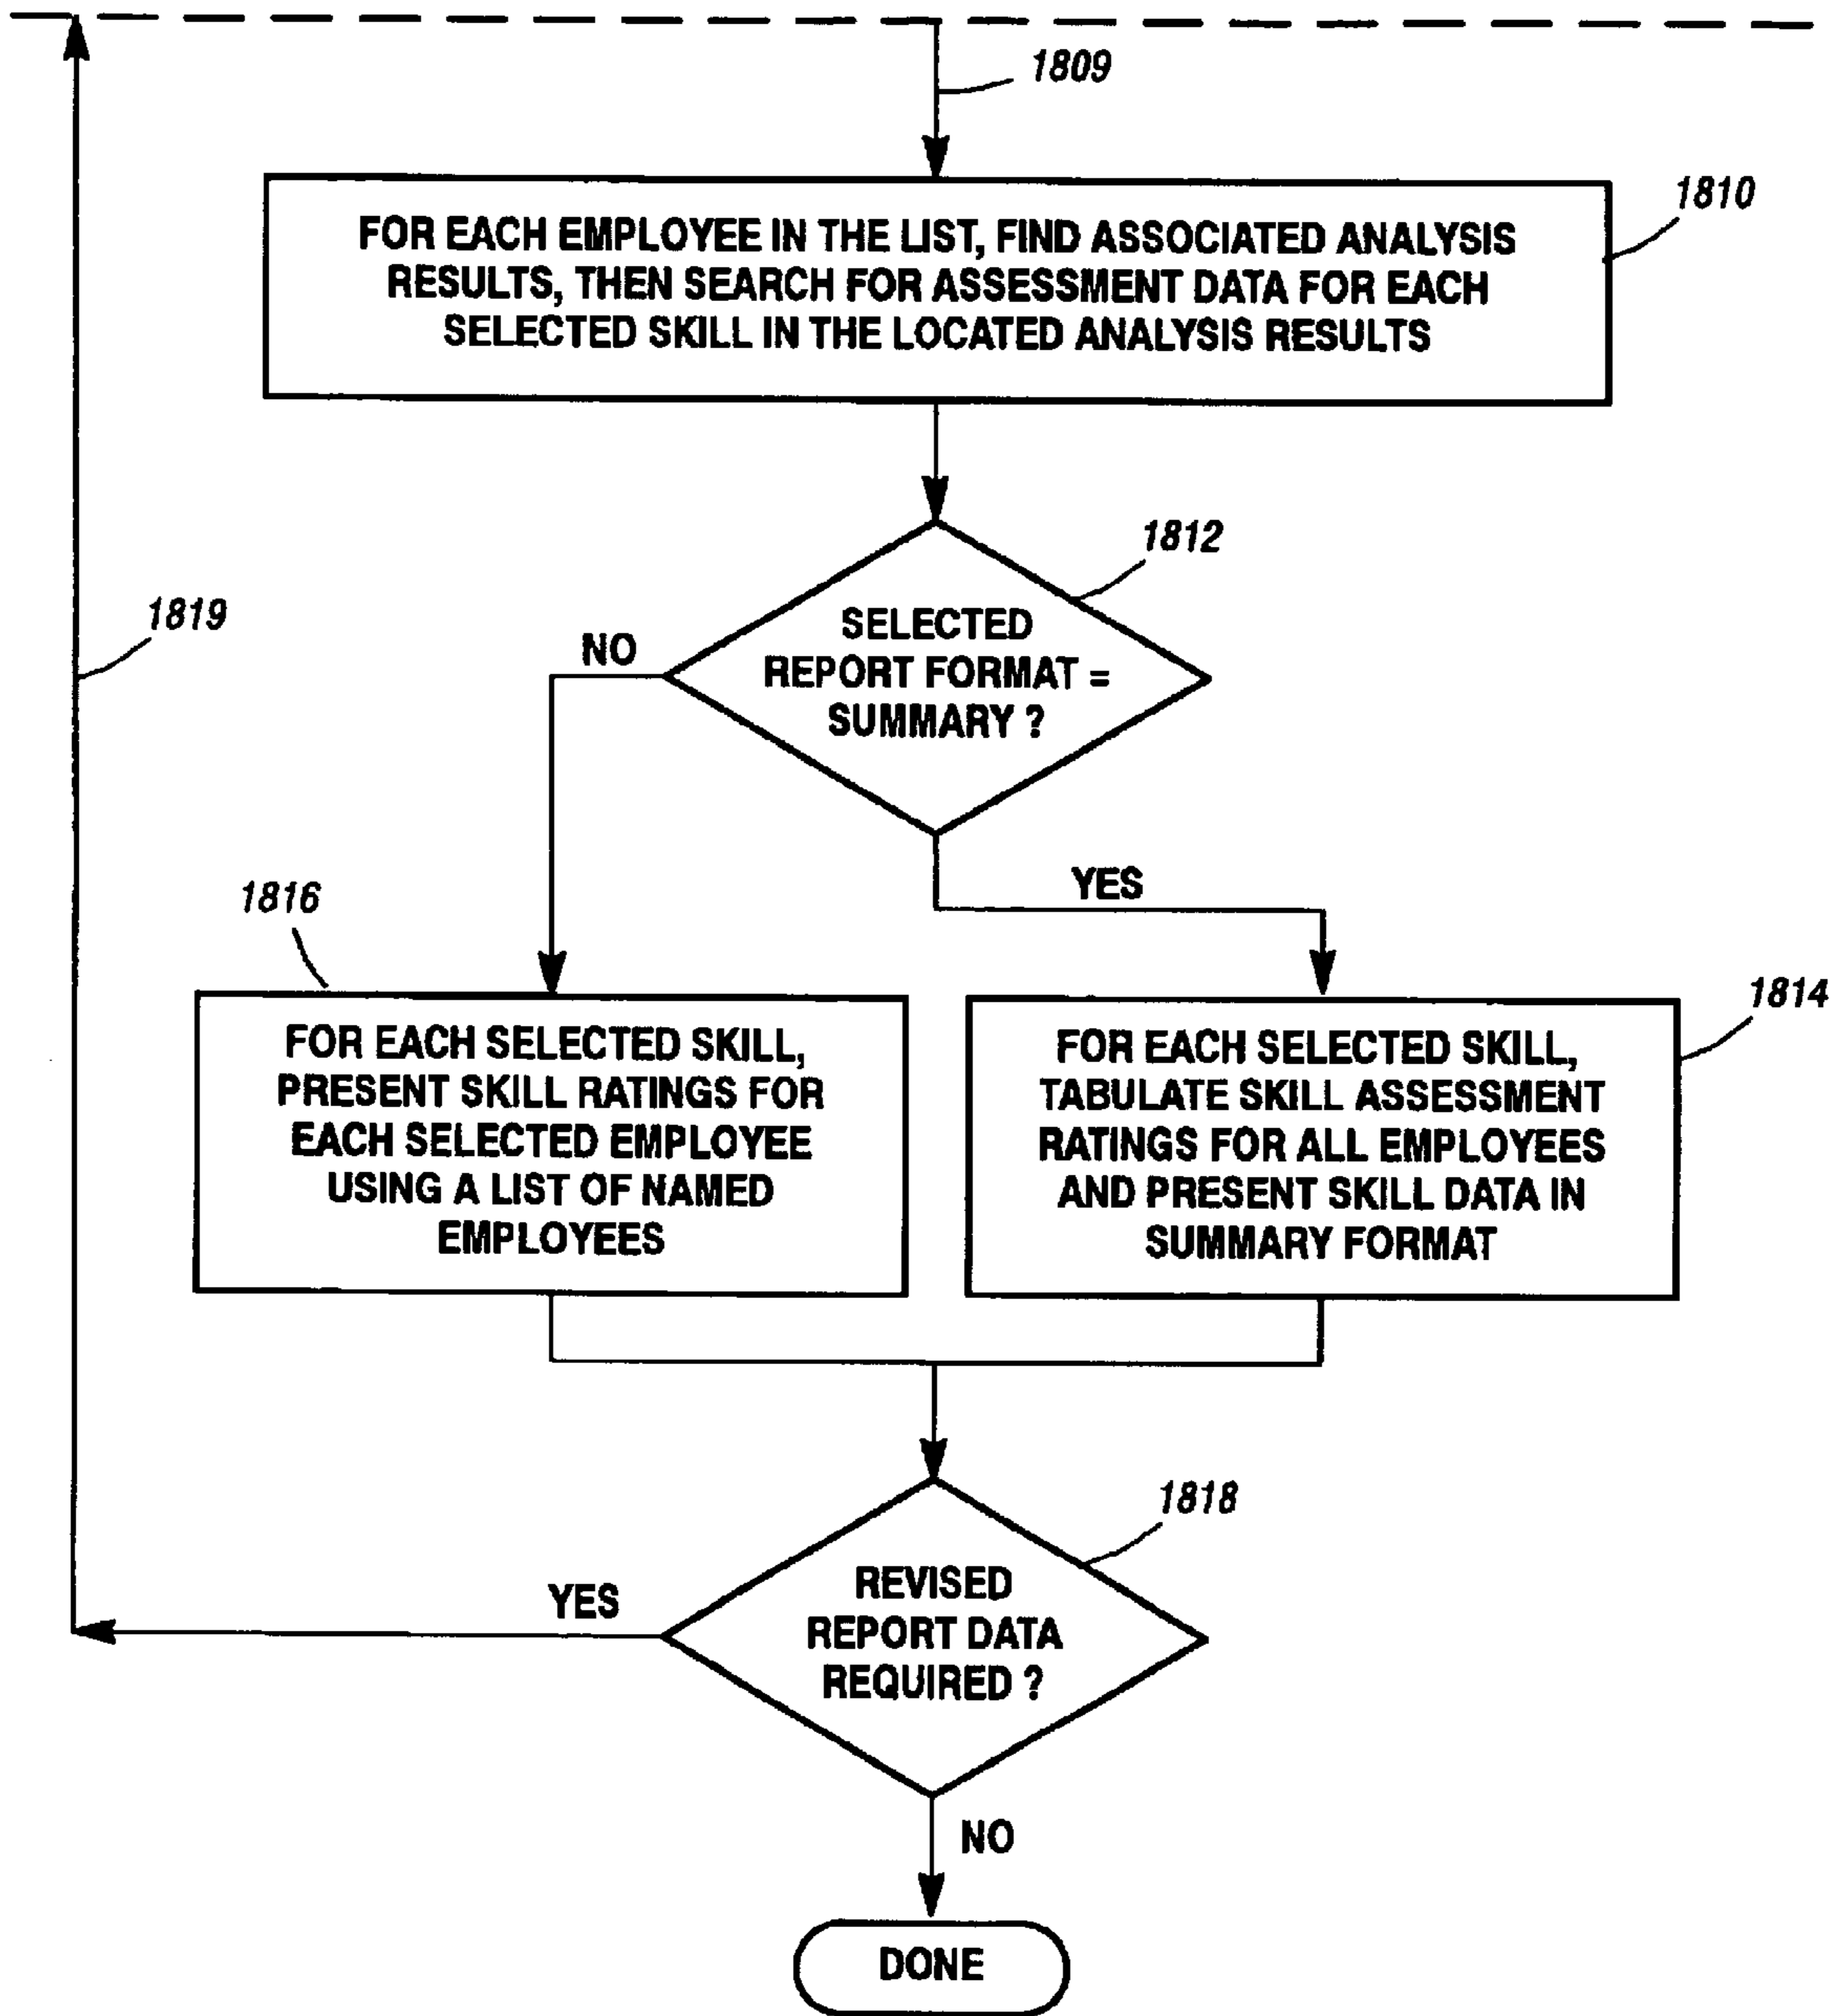 1809
1810
FOR EACH EMPLOYEE IN THE LIST, FIND ASSOCIATED ANALYSIS
RESULTS, THEN SEARCH FOR ASSESSMENT DATA FOR EACH
SELECTED SKILL IN THE LOCATED ANALYSIS RESULTS
1812
SELECTED
REPORT FORMAT =
SUMMARY ?
NO
1819
YES
1816
1814
FOR EACH SELECTED SKILL,
PRESENT SKILL RATINGS FOR
EACH SELECTED EMPLOYEE
USING A LIST OF NAMED
EMPLOYEES
FOR EACH SELECTED SKILL,
TABULATE SKILL ASSESSMENT
RATINGS FOR ALL EMPLOYEES
AND PRESENT SKILL DATA IN
SUMMARY FORMAT
1818
REVISED
REPORT DATA
REQUIRED ?
YES
NO
DONE